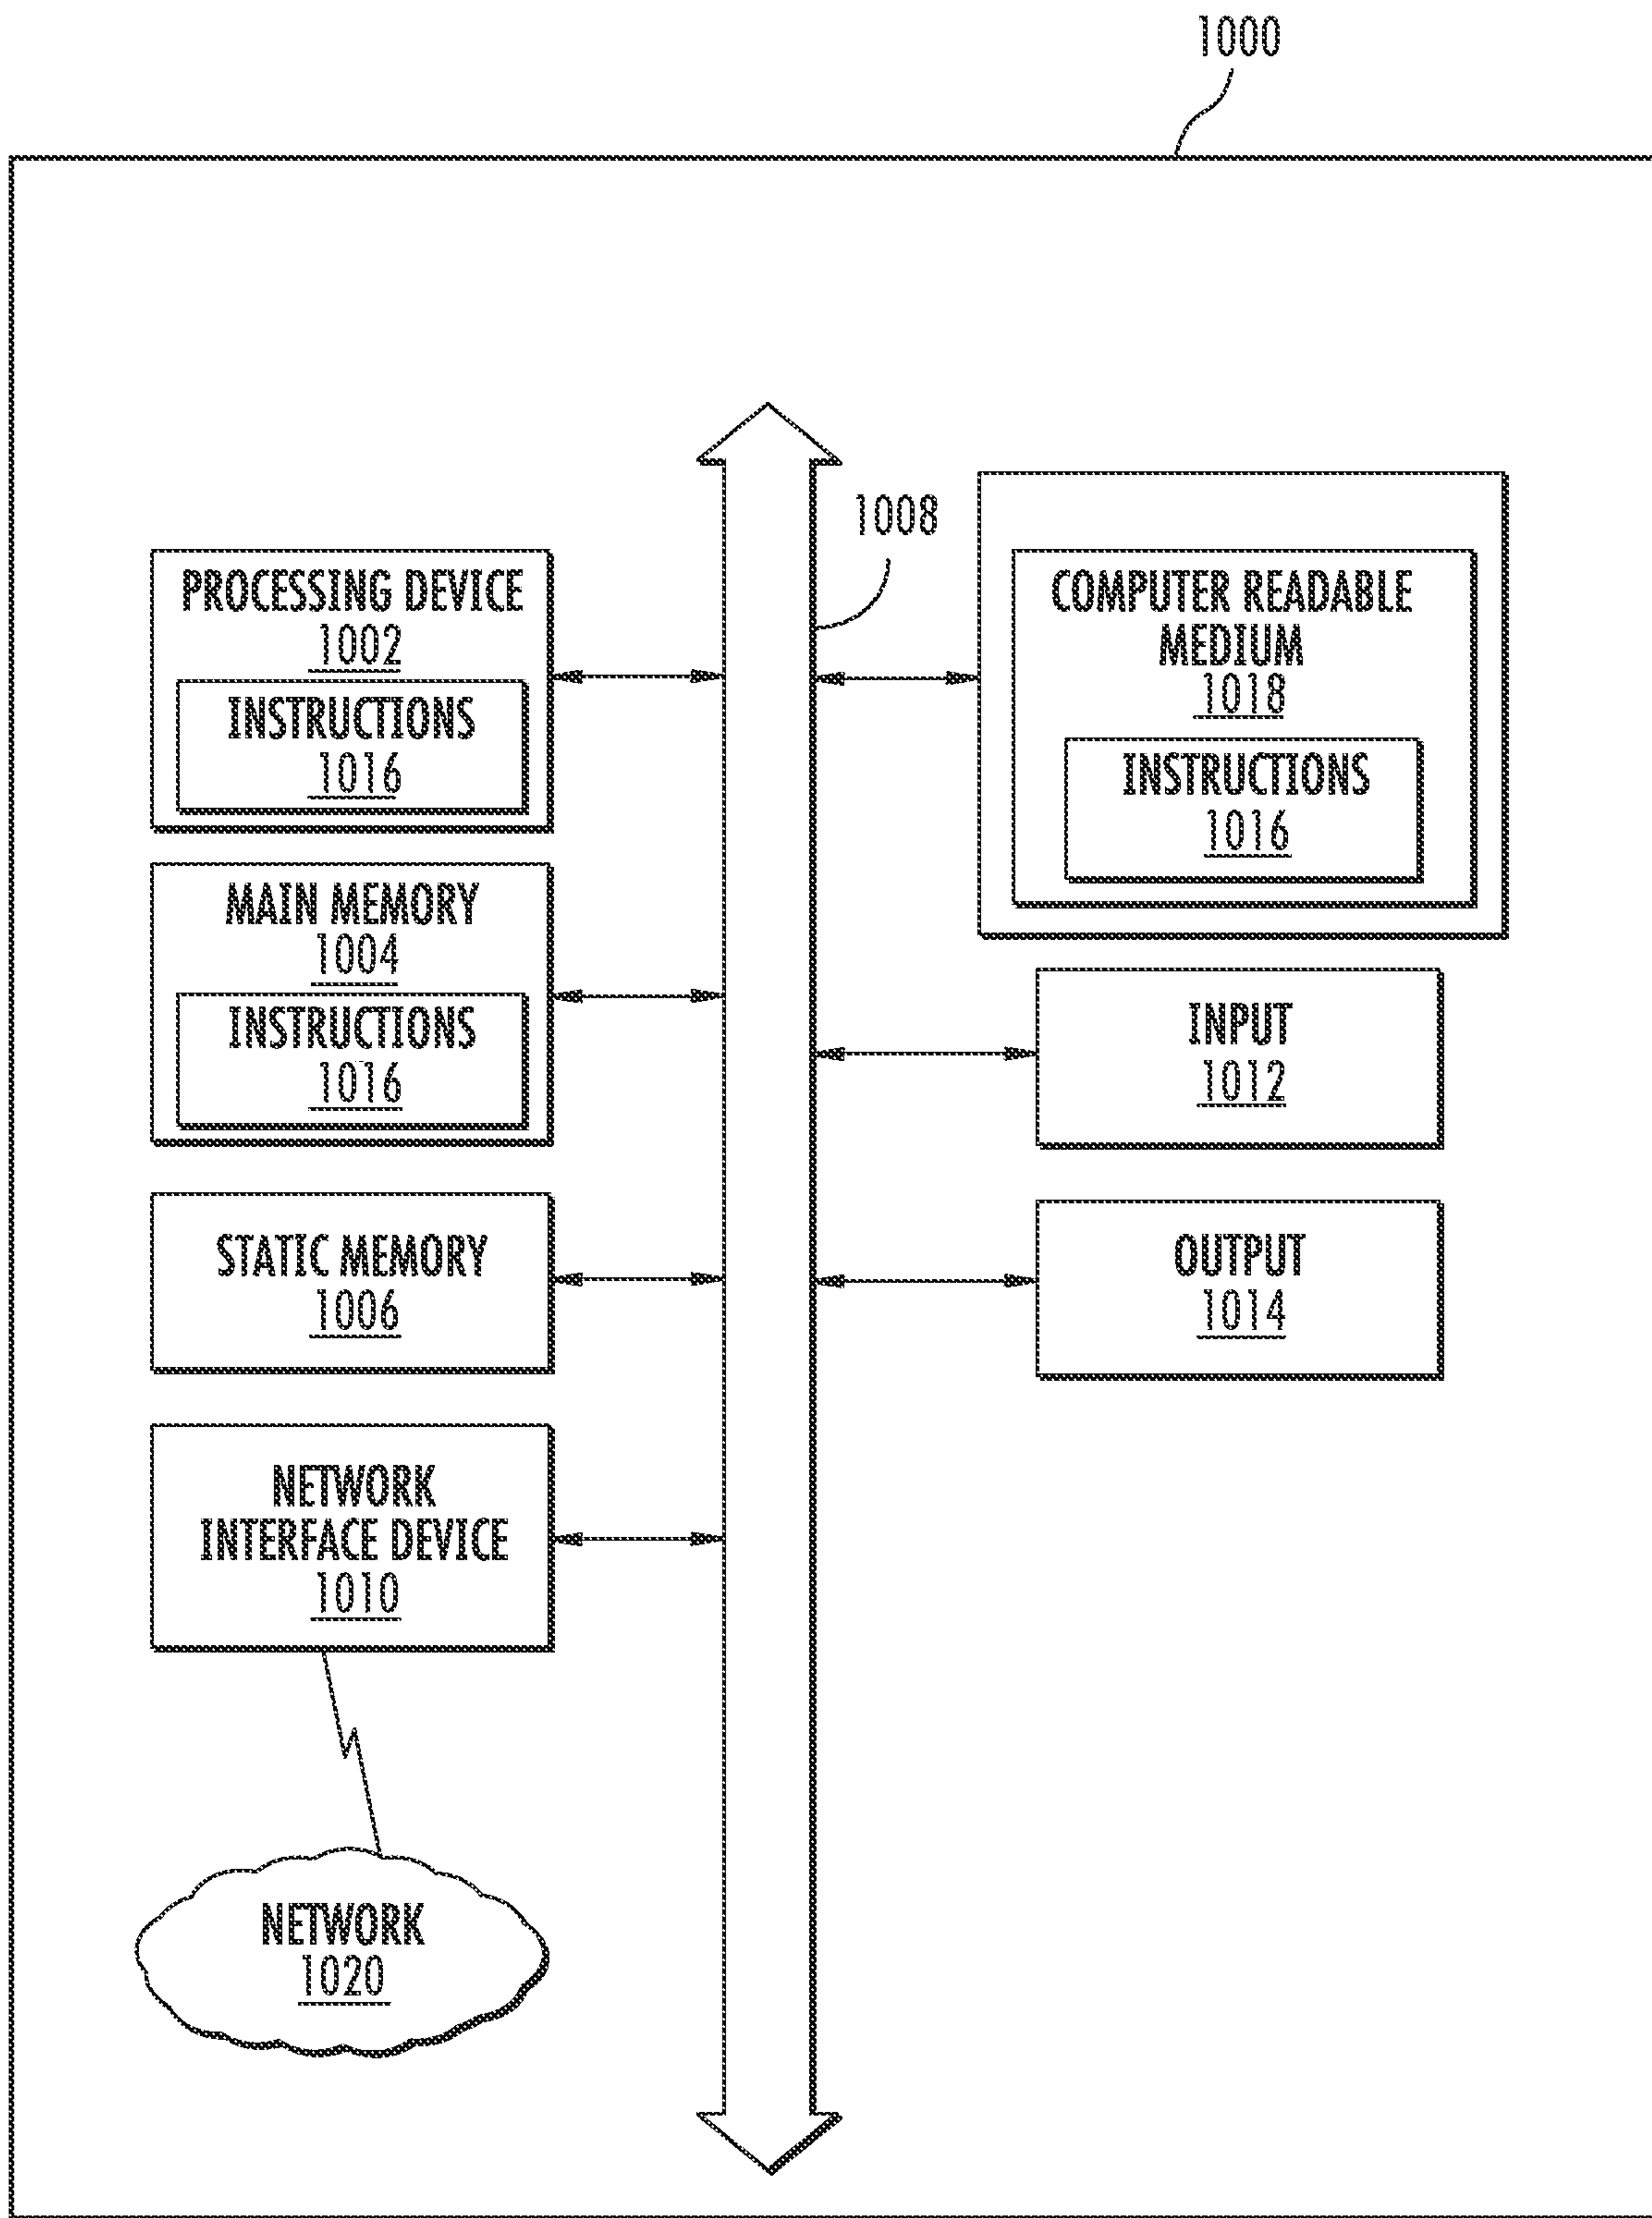 1000
1008
PROCESSING DEVICE
1002
INSTRUCTIONS
1016
MAIN MEMORY
1004
INSTRUCTIONS
1016
STATIC MEMORY
1006
NETWORK
INTERFACE DEVICE
1010
NETWORK
1020
COMPUTER READABLE
MEDIUM
1018
INSTRUCTIONS
1016
INPUT
1012
OUTPUT
1014